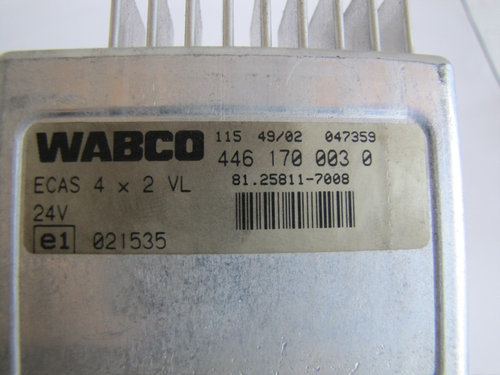 WABCO 115 49/02 047359
446 170 003 0
ECAS 4 x 2 VL 81.25811-7008
24V
e1 021535